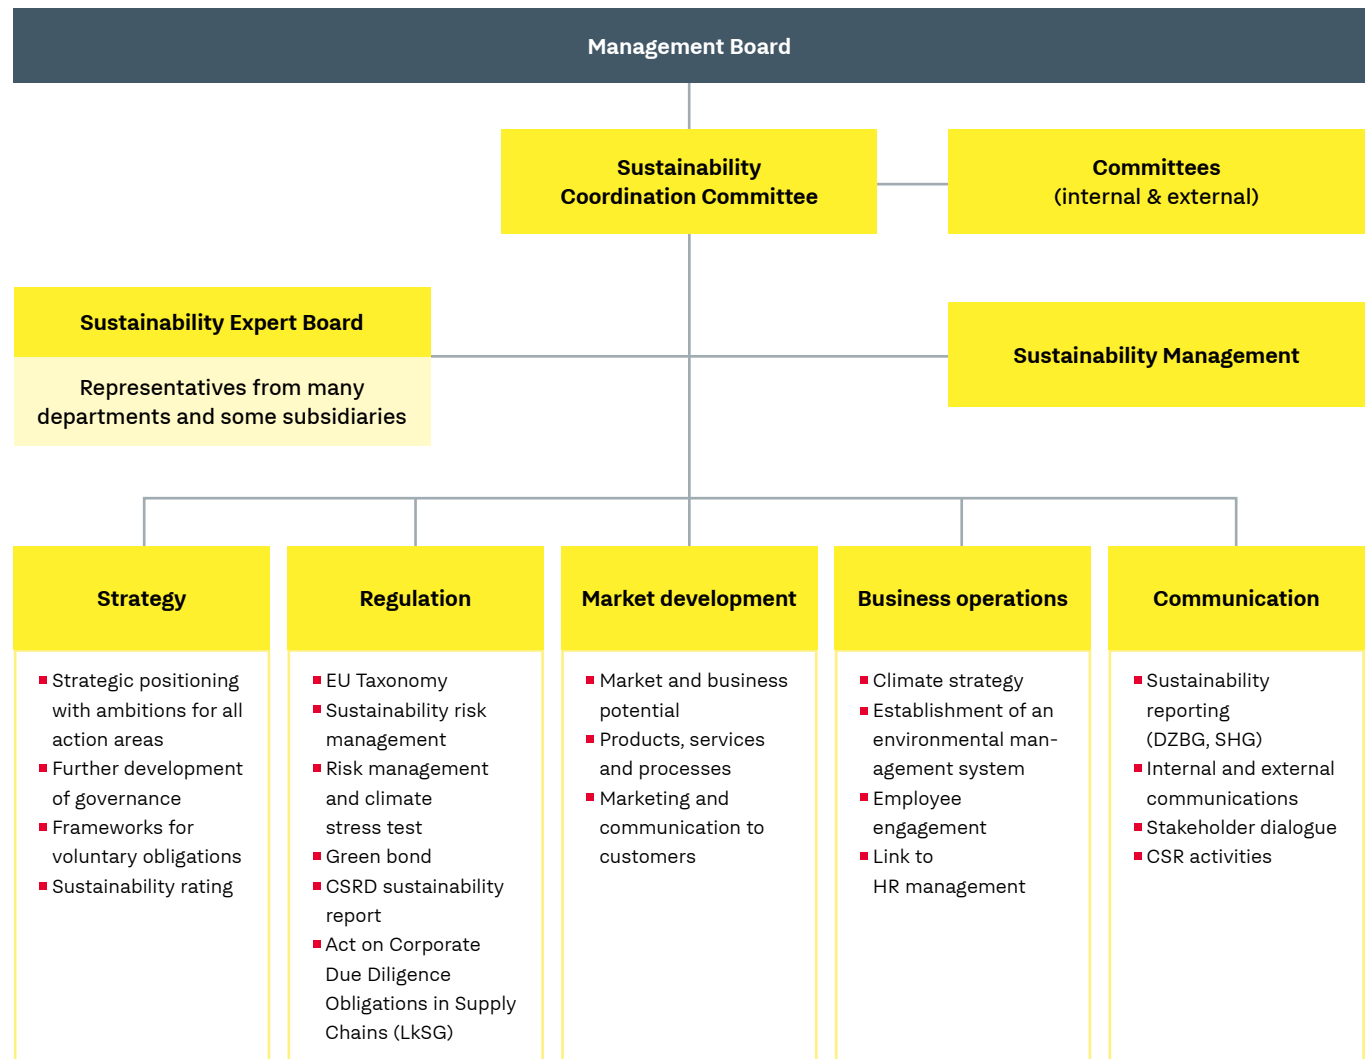 Management Board
Sustainability
Coordination Committee
Committees
(internal & external)
Sustainability Expert Board
Representatives from many
departments and some subsidiaries
Sustainability Management
Strategy
Strategic positioning
with ambitions for all
action areas
Further development
of governance
Frameworks for
voluntary obligations
Sustainability rating
Regulation
EU Taxonomy
Sustainability risk
management
Risk management
and climate
stress test
Green bond
CSRD sustainability
report
Act on Corporate
Due Diligence
Obligations in Supply
Chains (LkSG)
Market development
Market and business
potential
Products, services
and processes
Marketing and
communication to
customers
Business operations
Climate strategy
Establishment of an
environmental man-
agement system
Employee
engagement
Link to
HR management
Communication
Sustainability
reporting
(DZBG, SHG)
Internal and external
communications
Stakeholder dialogue
CSR activities